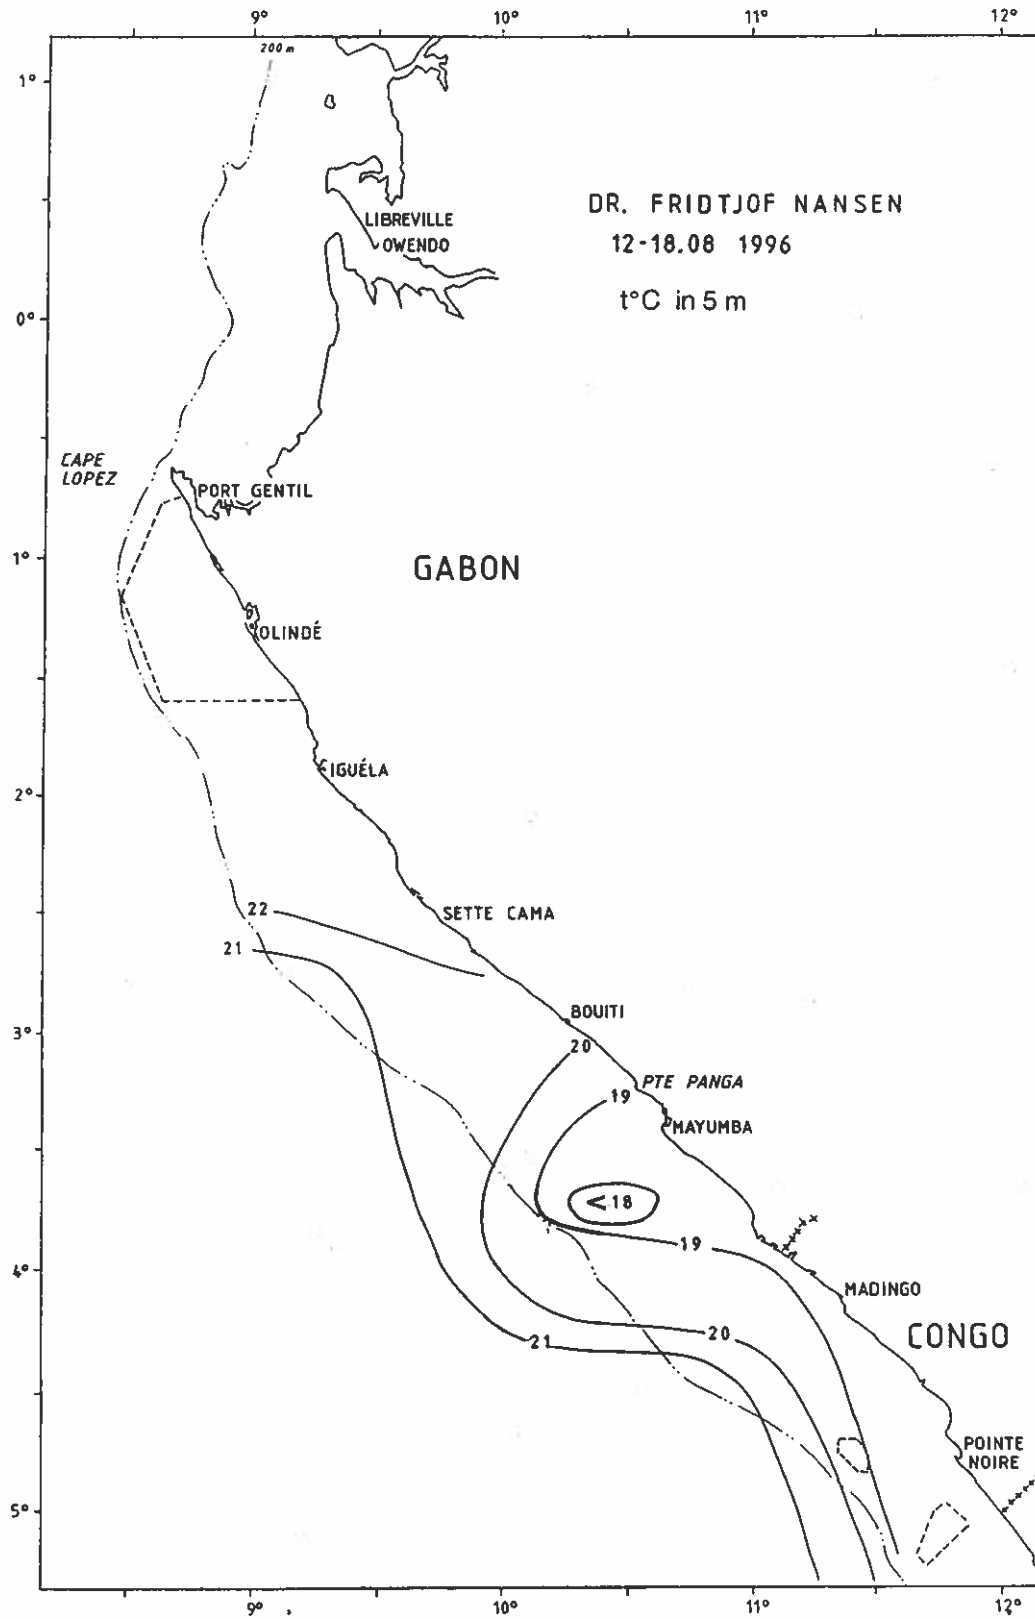 9°
10°
11°
12°
200 m
1°
DR. FRIDTJOF NANSEN
12-18.08 1996
t°C in 5 m
LIBREVILLE
OWENDO
0°
CAPE
LOPEZ
PORT GENTIL
1°
GABON
OLINDÉ
IGUÉLA
2°
22
SETTE CAMA
21
BOUITI
3°
20
PTE PANGA
19
MAYUMBA
<18
19
4°
MADINGO
20
CONGO
21
POINTE
NOIRE
5°
9°
10°
11°
12°